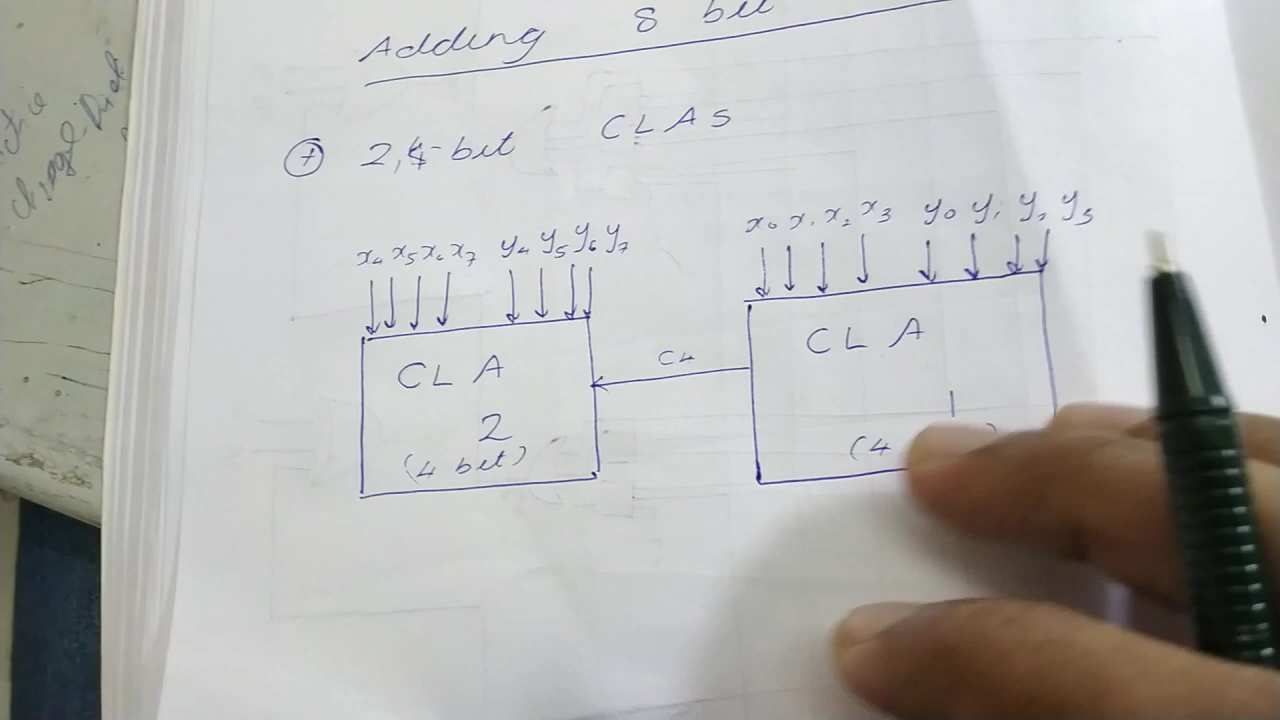 Adding 8 bit
+ 2,4-bit CLAS
x4 x5 x6 x7 y4 y5 y6 y7
x0 x1 x2 x3 y0 y1 y2 y3
CLA
2
(4 bit)
C4
CLA
1
(4